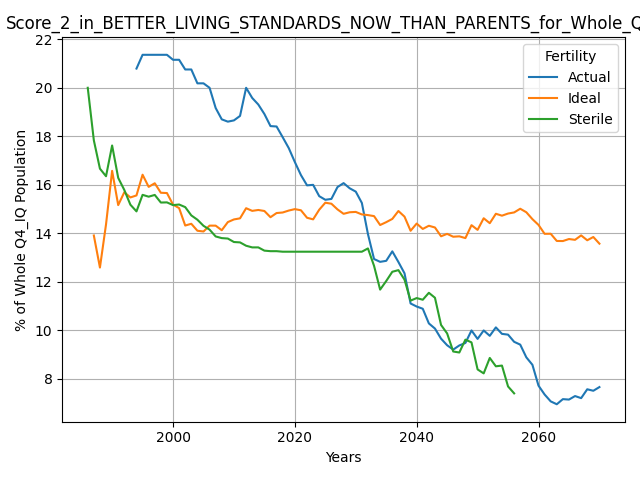 Score_2_in_BETTER_LIVING_STANDARDS_NOW_THAN_PARENTS_for_Whole_Q
22
20
18
16
14
12
10
8
% of Whole Q4_IQ Population
Fertility
Actual
Ideal
Sterile
2000
2020
2040
2060
Years